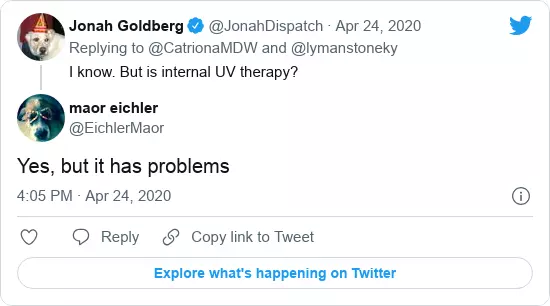 Jonah Goldberg @JonahDispatch · Apr 24, 2020
Replying to @CatrionaMDW and @lymanstoneky
I know. But is internal UV therapy?
maor eichler
@EichlerMaor
Yes, but it has problems
4:05 PM · Apr 24, 2020
Reply Copy link to Tweet
Explore what's happening on Twitter